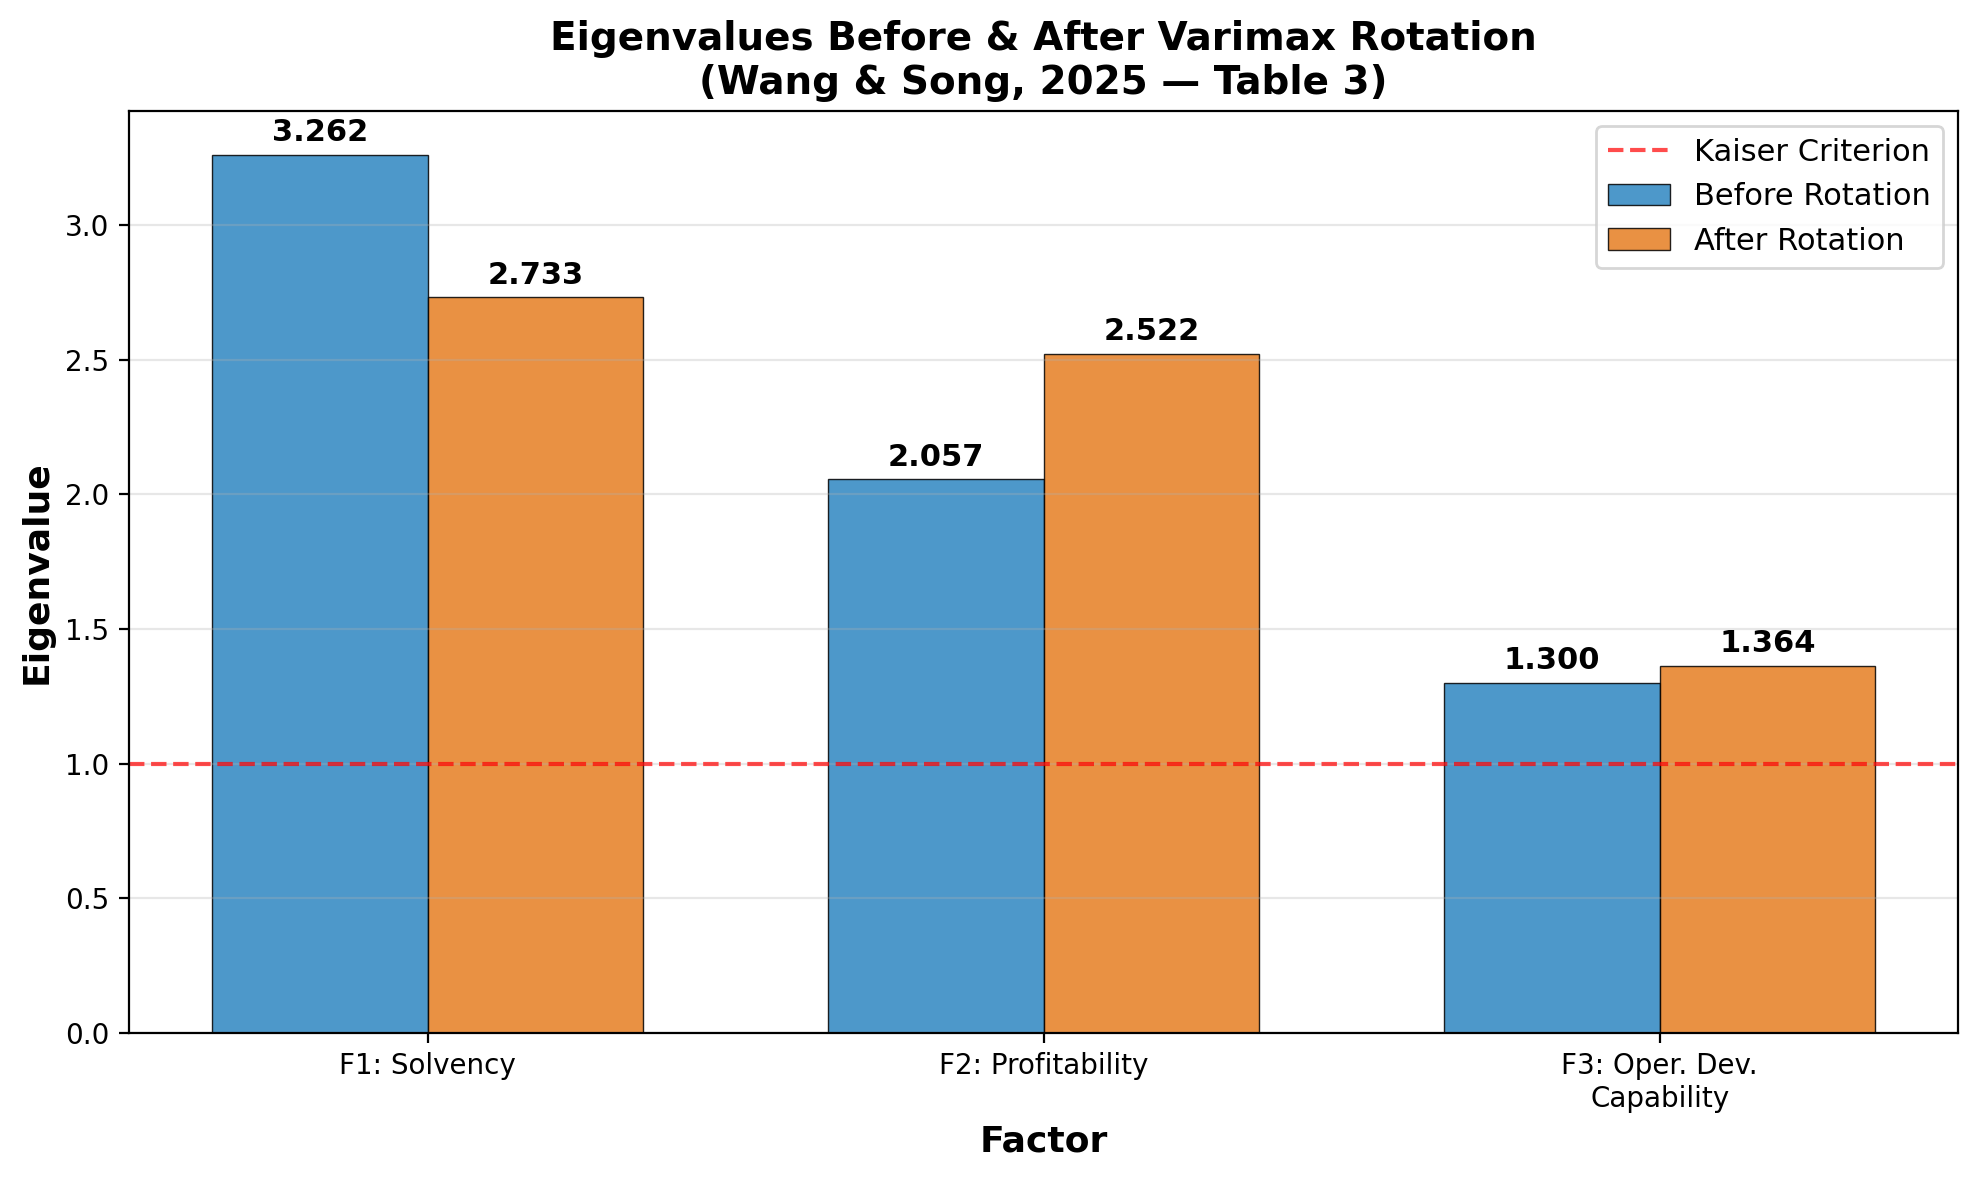 Eigenvalues Before & After Varimax Rotation
(Wang & Song, 2025 — Table 3)
Kaiser Criterion
Before Rotation
After Rotation
3.262
2.733
2.057
2.522
1.300
1.364
Eigenvalue
3.0
2.5
2.0
1.5
1.0
0.5
0.0
F1: Solvency
F2: Profitability
F3: Oper. Dev.
Capability
Factor